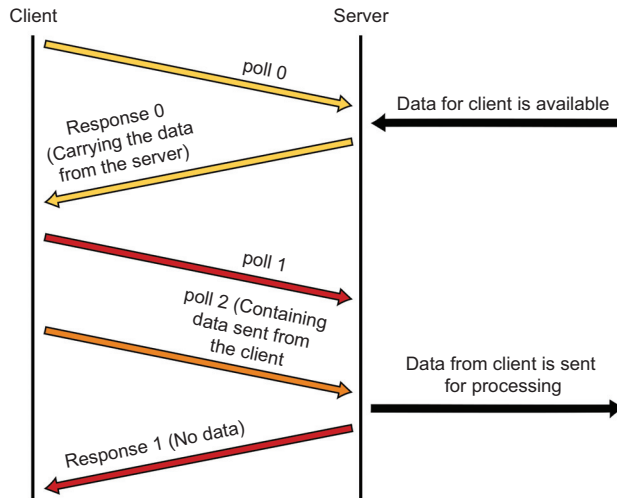 Client
Server
poll 0
Data for client is available
Response 0
(Carrying the data
from the server)
poll 1
poll 2 (Containing
data sent from
the client
Data from client is sent
for processing
Response 1 (No data)